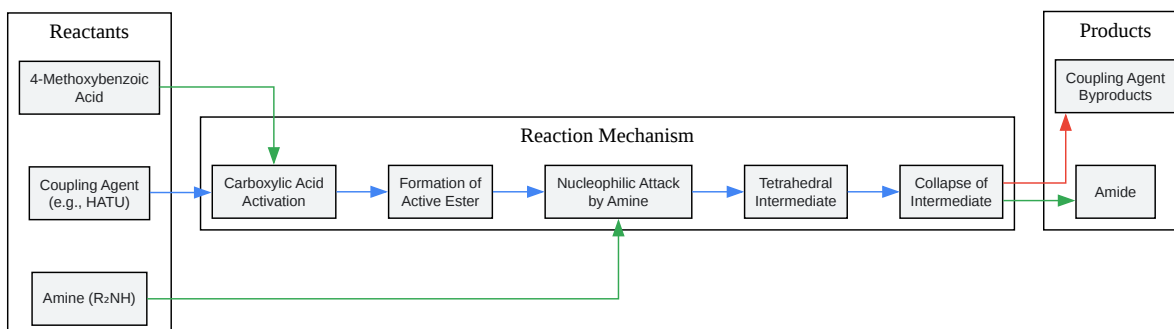 Reactants
4-Methoxybenzoic
Acid
Coupling Agent
(e.g., HATU)
Amine (R₂NH)
Reaction Mechanism
Carboxylic Acid
Activation
Formation of
Active Ester
Nucleophilic Attack
by Amine
Tetrahedral
Intermediate
Collapse of
Intermediate
Products
Coupling Agent
Byproducts
Amide